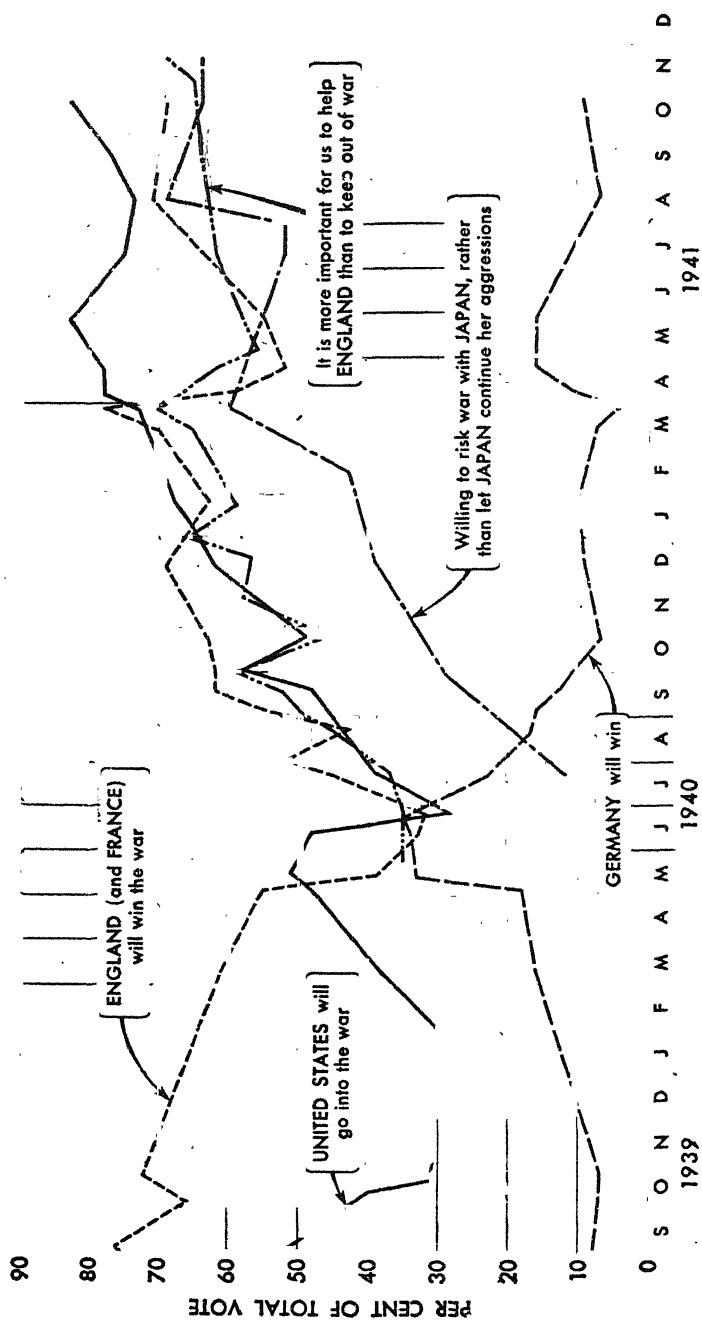 PER CENT OF TOTAL VOTE
90
80
70
60
50
40
30
20
10
0
ENGLAND (and FRANCE)
will win the war
UNITED STATES will
go into the war
GERMANY will win
It is more important for us to help
ENGLAND than to keep out of war
Willing to risk war with JAPAN, rather
than let JAPAN continue her aggressions
S O N D J F M A M J J A S O N D J F M A M J J A S O N D
1939 1940 1941